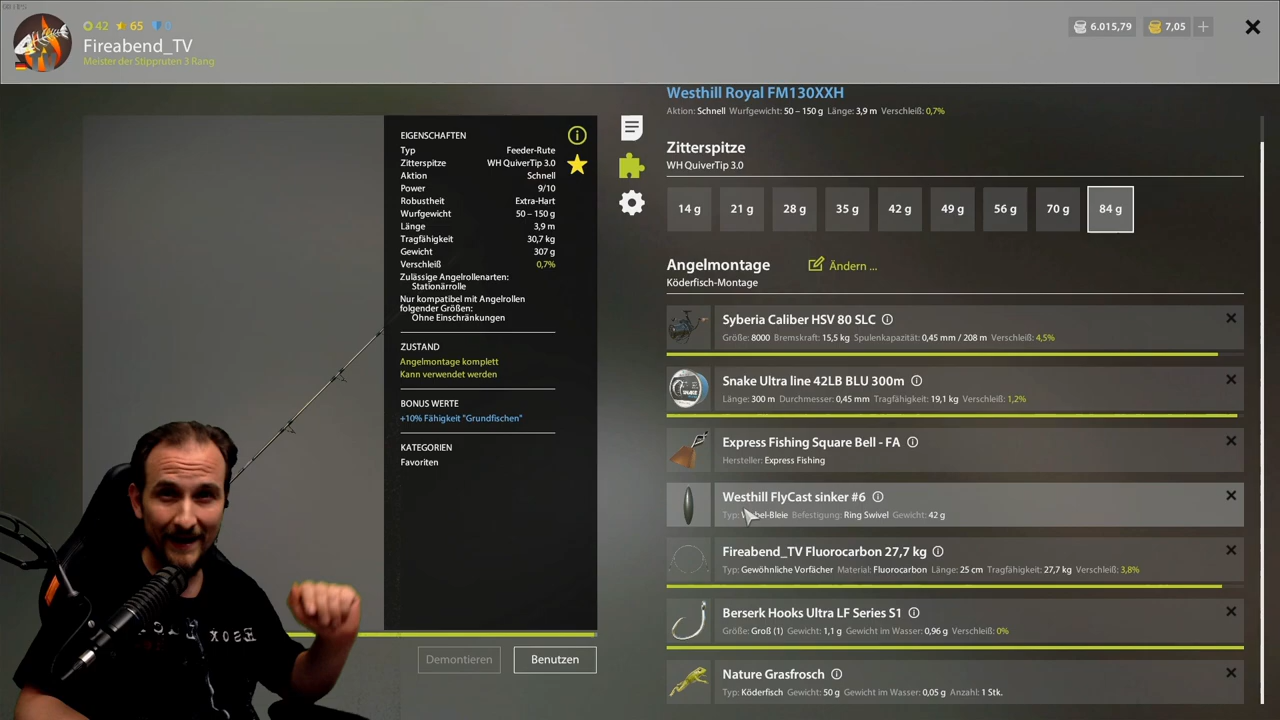 42 65
Fireabend_TV
Meister der Stippruten 3 Rang
6.015,79 7,05 +
EIGENSCHAFTEN
Typ Feeder-Rute
Zitterspitze WH QuiverTip 3.0
Aktion Schnell
Power 9/10
Robustheit Extra-Hart
Wurfgewicht 50 – 150 g
Länge 3,9 m
Tragfähigkeit 30,7 kg
Gewicht 307 g
Verschleiß 0,7%
Zulässige Angelrollenarten:
Stationärrolle
Nur kompatibel mit Angelrollen
folgender Größen:
Ohne Einschränkungen
ZUSTAND
Angelmontage komplett
Kann verwendet werden
BONUS WERTE
+10% Fähigkeit "Grundfischen"
KATEGORIEN
Favoriten
Demontieren Benutzen
Westhill Royal FM130XXH
Aktion: Schnell Wurfgewicht: 50 – 150 g Länge: 3,9 m Verschleiß: 0,7%
Zitterspitze
WH QuiverTip 3.0
14 g 21 g 28 g 35 g 42 g 49 g 56 g 70 g 84 g
Angelmontage Ändern ...
Köderfisch-Montage
Syberia Caliber HSV 80 SLC
Größe: 8000 Bremskraft: 15,5 kg Spulenkapazität: 0,45 mm / 208 m Verschleiß: 4,5%
Snake Ultra line 42LB BLU 300m
Länge: 300 m Durchmesser: 0,45 mm Tragfähigkeit: 19,1 kg Verschleiß: 1,2%
Express Fishing Square Bell - FA
Hersteller: Express Fishing
Westhill FlyCast sinker #6
Typ: bel-Bleie Befestigung: Ring Swivel Gewicht: 42 g
Fireabend_TV Fluorocarbon 27,7 kg
Typ: Gewöhnliche Vorfächer Material: Fluorocarbon Länge: 25 cm Tragfähigkeit: 27,7 kg Verschleiß: 3,8%
Berserk Hooks Ultra LF Series S1
Größe: Groß (1) Gewicht: 1,1 g Gewicht im Wasser: 0,96 g Verschleiß: 0%
Nature Grasfrosch
Typ: Köderfisch Gewicht: 50 g Gewicht im Wasser: 0,05 g Anzahl: 1 Stk.